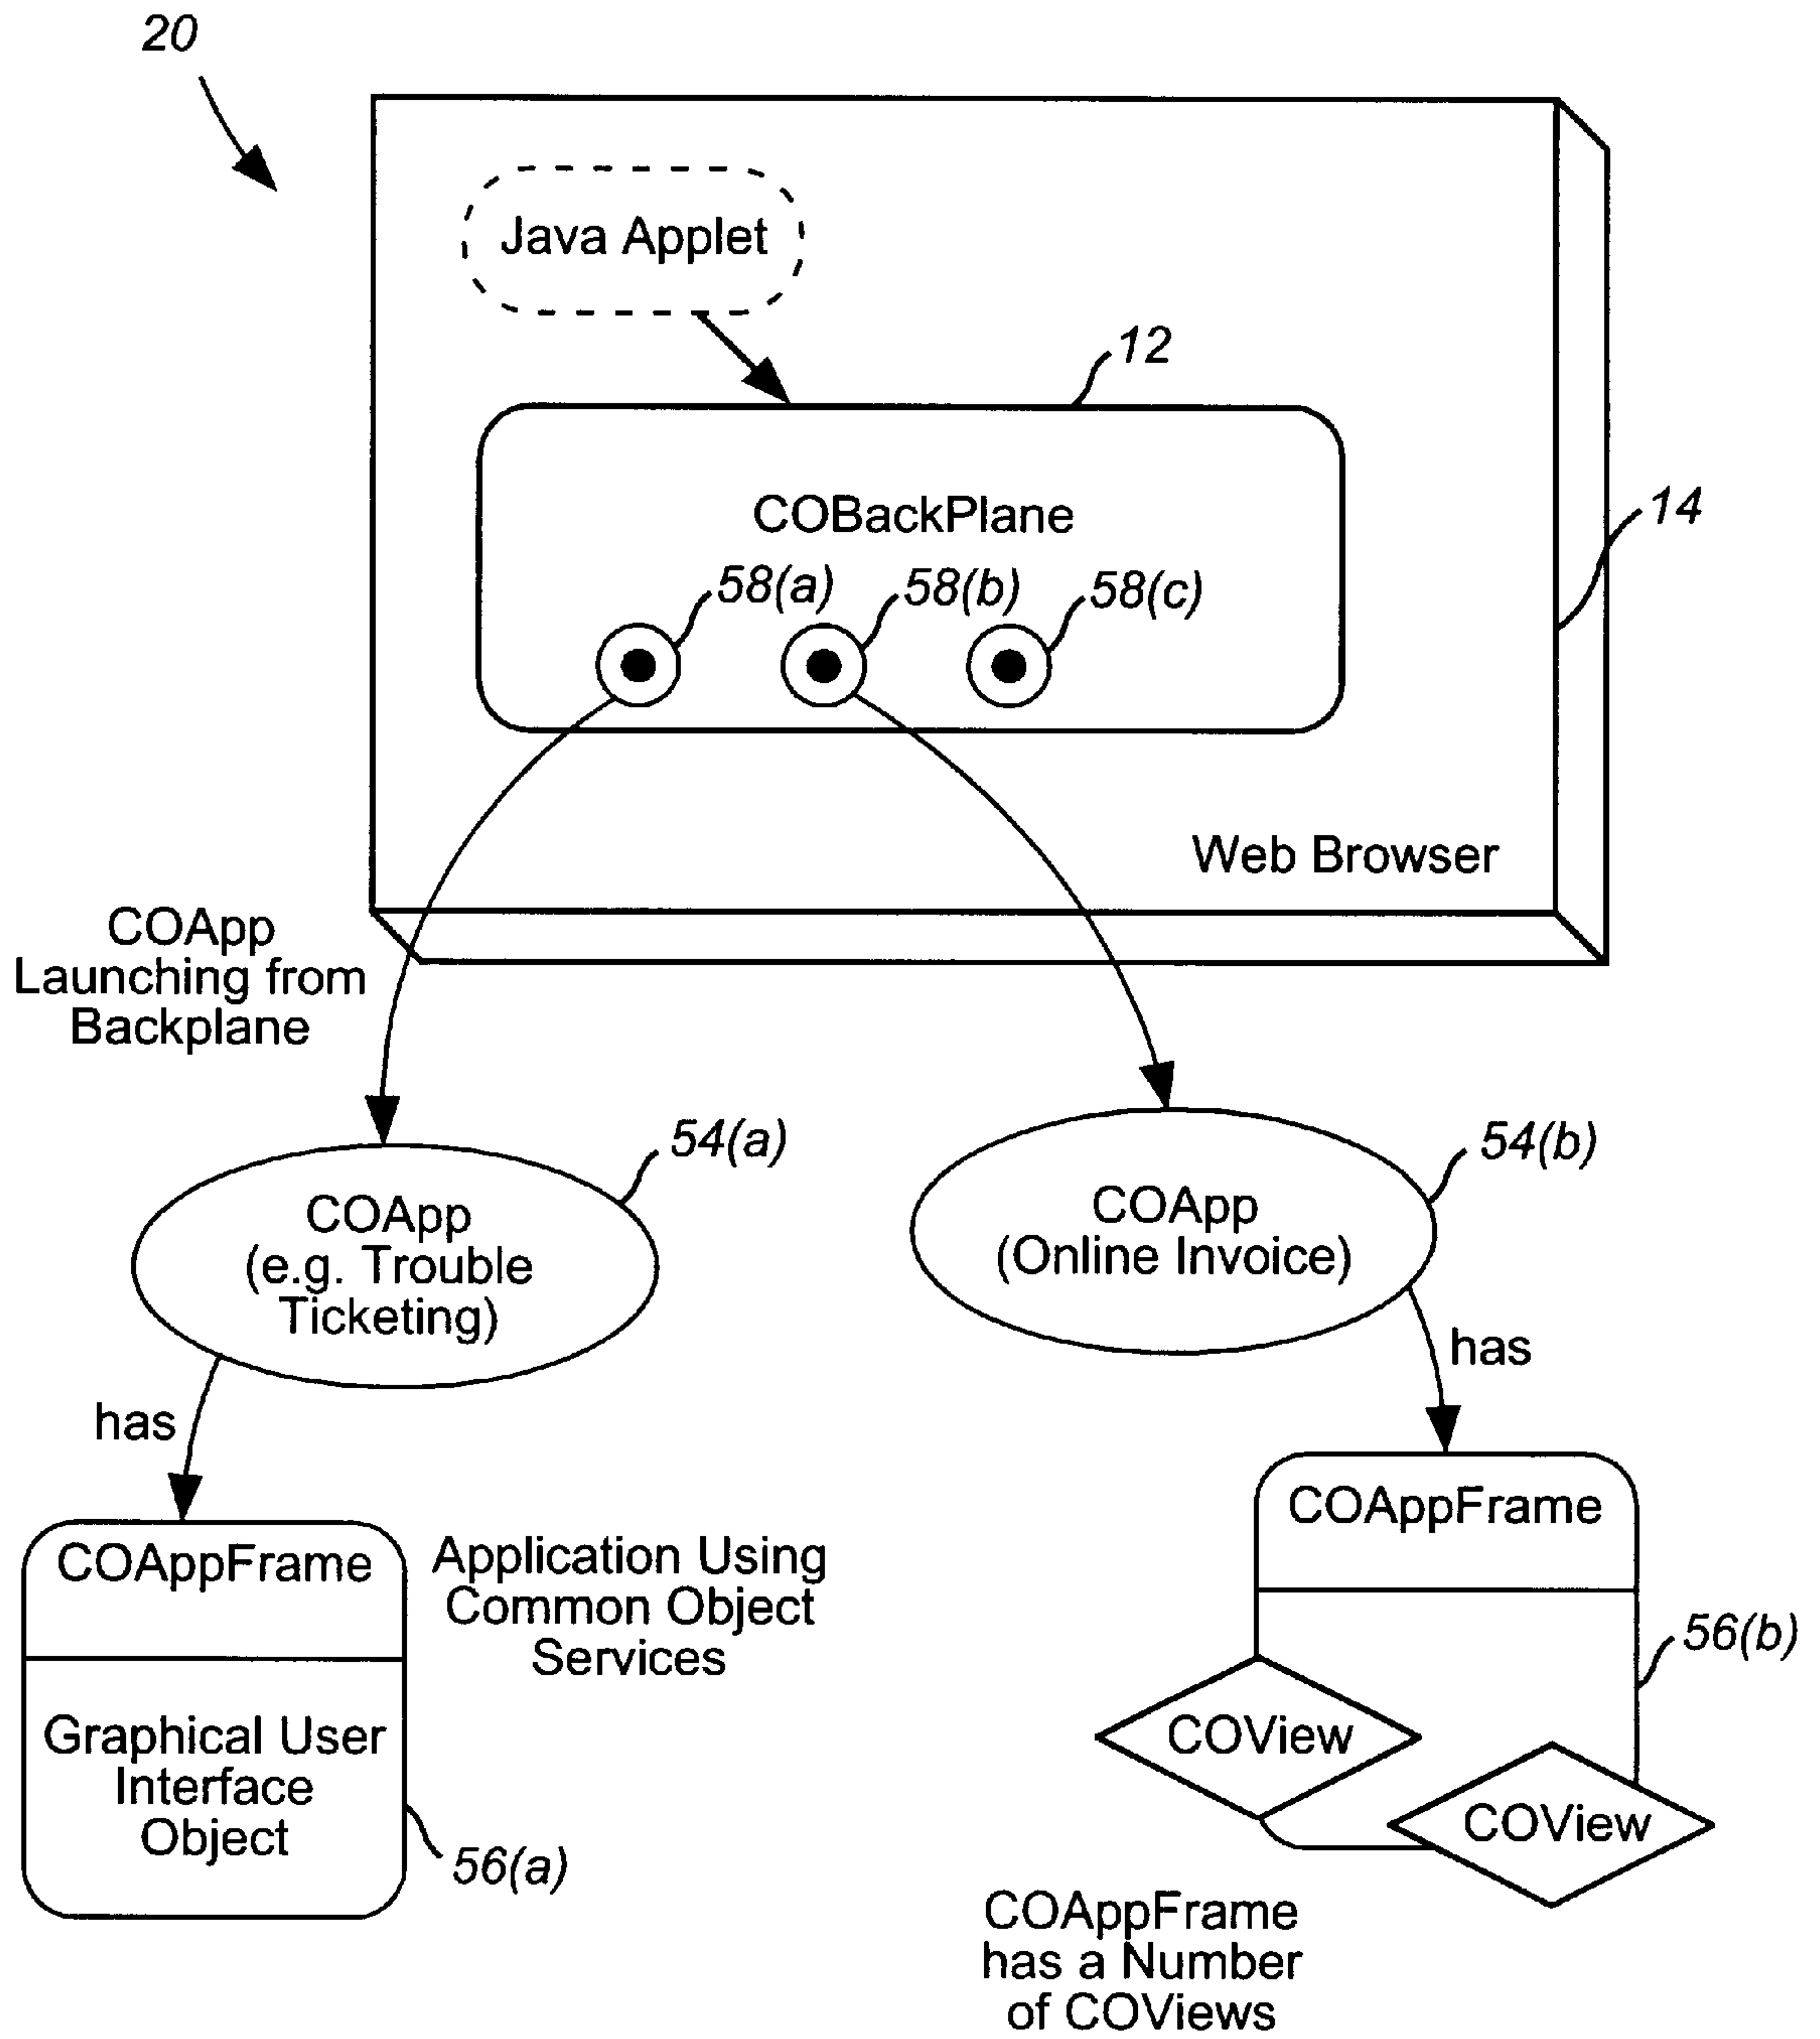 20
Java Applet
12
COBackPlane
14
58(a)
58(b)
58(c)
Web Browser
COApp
Launching from
Backplane
54(a)
COApp
(e.g. Trouble
Ticketing)
54(b)
COApp
(Online Invoice)
has
has
COAppFrame
Graphical User
Interface
Object
56(a)
Application Using
Common Object
Services
COAppFrame
56(b)
COView
COView
COAppFrame
has a Number
of COViews